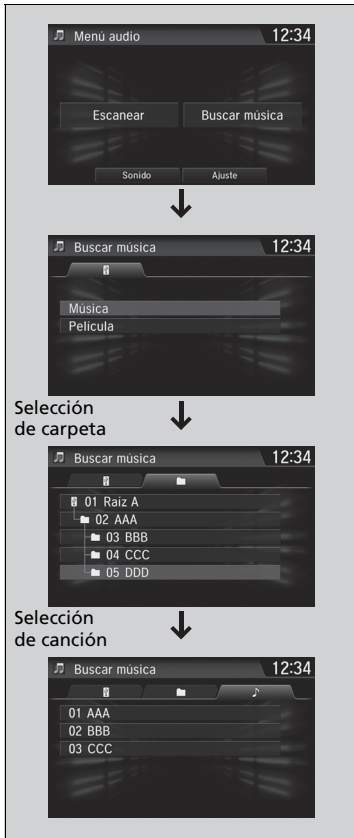 Menú audio 12:34
Escanear Buscar música
Sonido Ajuste
Buscar música 12:34
Música
Película
Selección
de carpeta
Buscar música 12:34
01 Raíz A
02 AAA
03 BBB
04 CCC
05 DDD
Selección
de canción
Buscar música 12:34
01 AAA
02 BBB
03 CCC